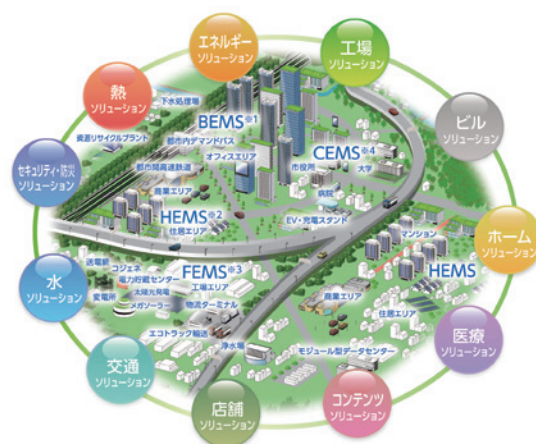 エネルギー
ソリューション
工場
ソリューション
熱
ソリューション
下水処理場
ビル
ソリューション
資源リサイクルプラント
BEMS※1
都市内デマンドバス
オフィスエリア
CEMS※4
市役所
大学
セキュリティ・防災
ソリューション
都市間高速鉄道
商業エリア
病院
HEMS※2
住居エリア
EV・充電スタンド
ホーム
ソリューション
マンション
送電網
コジェネ
電力貯蔵センター
FEMS※3
工場エリア
HEMS
水
ソリューション
変電所
太陽光発電
メガソーラー
物流ターミナル
商業エリア
住居エリア
エコトラック輸送
浄水場
医療
ソリューション
交通
ソリューション
モジュール型データセンター
店舗
ソリューション
コンテンツ
ソリューション